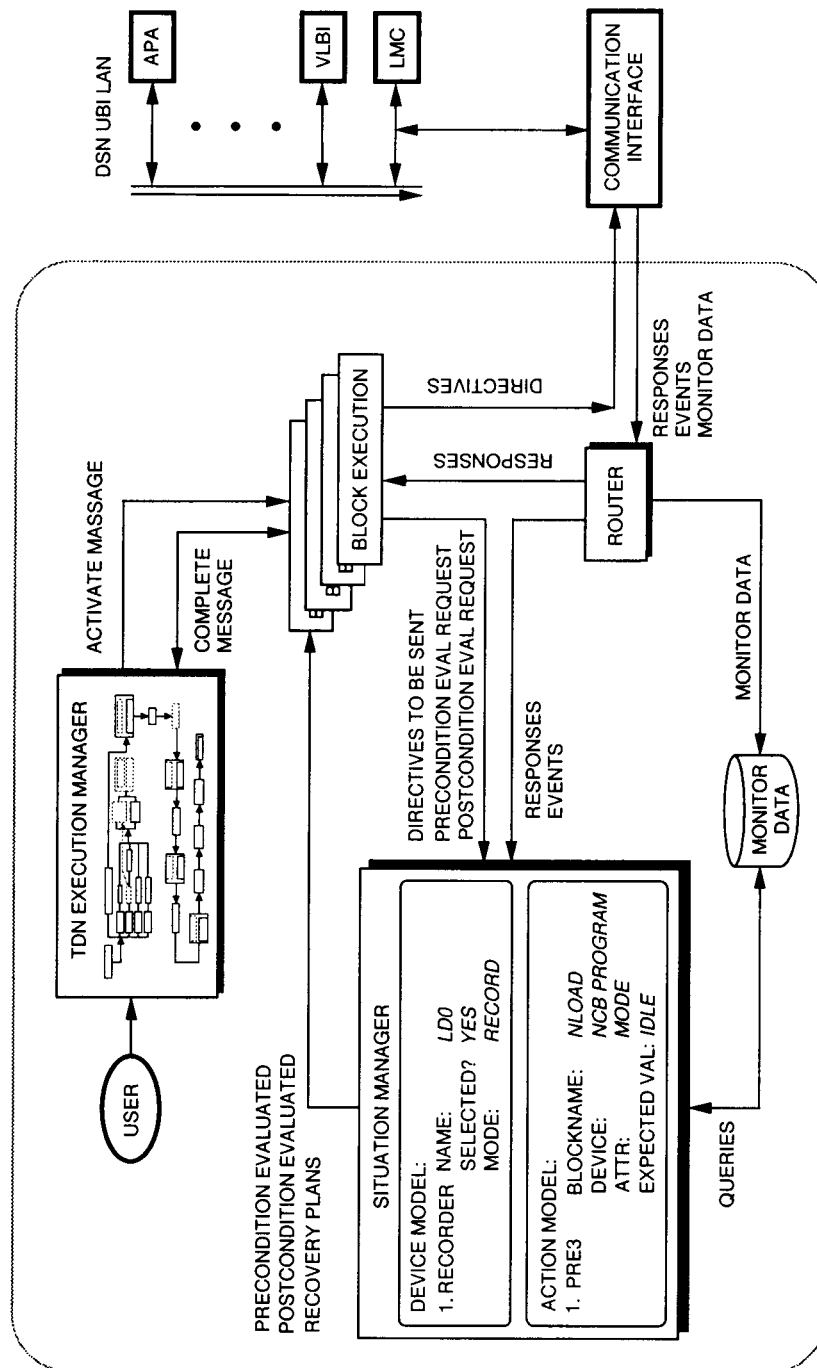 DSN UBI LAN
APA
VLBI
LMC
COMMUNICATION
INTERFACE
USER
TDN EXECUTION MANAGER
ACTIVATE MASSAGE
COMPLETE
MESSAGE
BLOCK EXECUTION
DIRECTIVES
RESPONSES
RESPONSES
EVENTS
MONITOR DATA
ROUTER
PRECONDITION EVALUATED
POSTCONDITION EVALUATED
RECOVERY PLANS
DIRECTIVES TO BE SENT
PRECONDITION EVAL REQUEST
POSTCONDITION EVAL REQUEST
RESPONSES
EVENTS
SITUATION MANAGER
DEVICE MODEL:
1. RECORDER NAME: LD0
SELECTED? YES
MODE: RECORD
ACTION MODEL:
1. PRE3 BLOCKNAME: NLOAD
DEVICE: NCB PROGRAM
ATTR: MODE
EXPECTED VAL: IDLE
QUERIES
MONITOR
DATA
MONITOR DATA